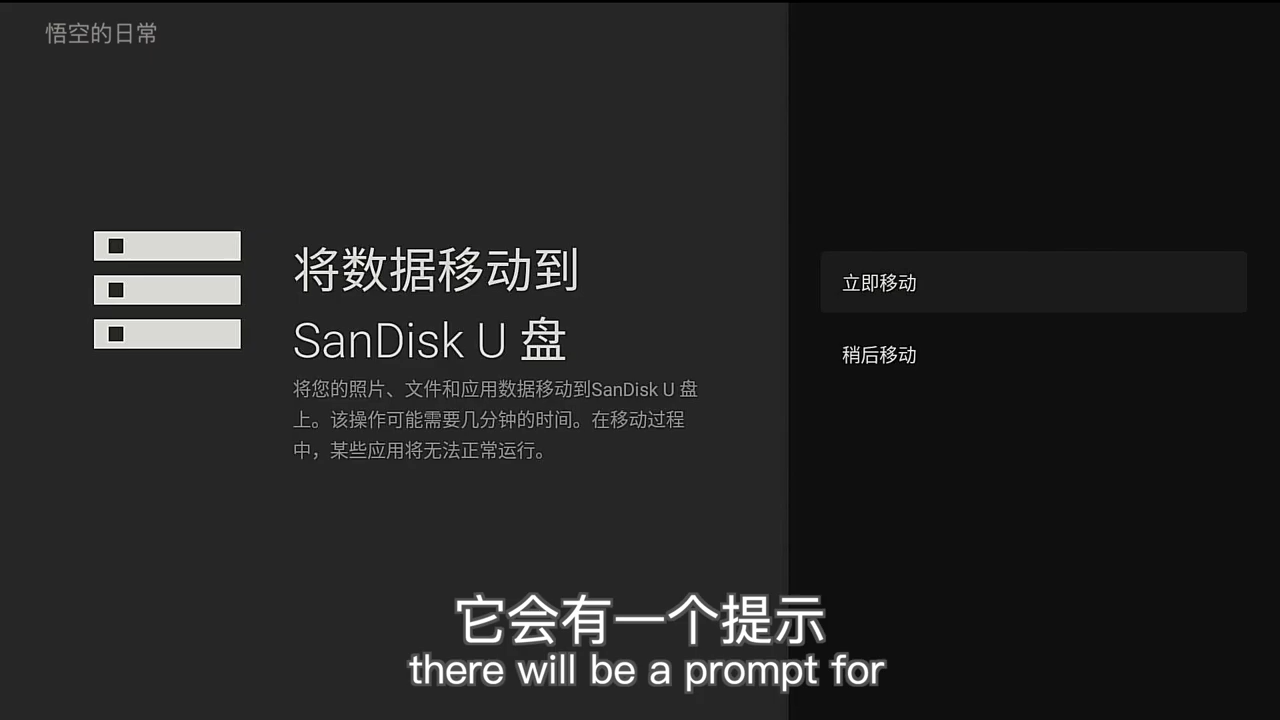 悟空的日常
将数据移动到
SanDisk U 盘
将您的照片、文件和应用数据移动到SanDisk U 盘
上。该操作可能需要几分钟的时间。在移动过程
中，某些应用将无法正常运行。
立即移动
稍后移动
它会有一个提示
there will be a prompt for